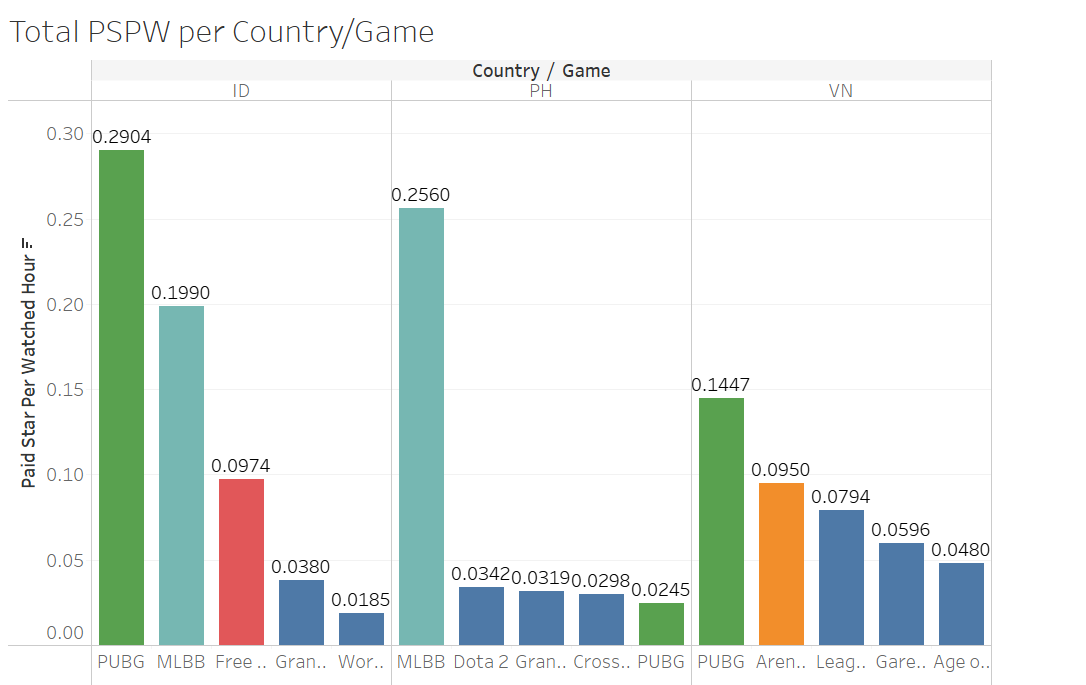 Total PSPW per Country/Game
Country / Game
ID PH VN
Paid Star Per Watched Hour
0.30
0.25
0.20
0.15
0.10
0.05
0.00
0.2904 0.1990 0.0974 0.0380 0.0185
0.2560 0.0342 0.0319 0.0298 0.0245
0.1447 0.0950 0.0794 0.0596 0.0480
PUBG MLBB Free .. Gran.. Wor.. MLBB Dota 2 Gran.. Cross.. PUBG PUBG Aren.. Leag.. Gare.. Age o..